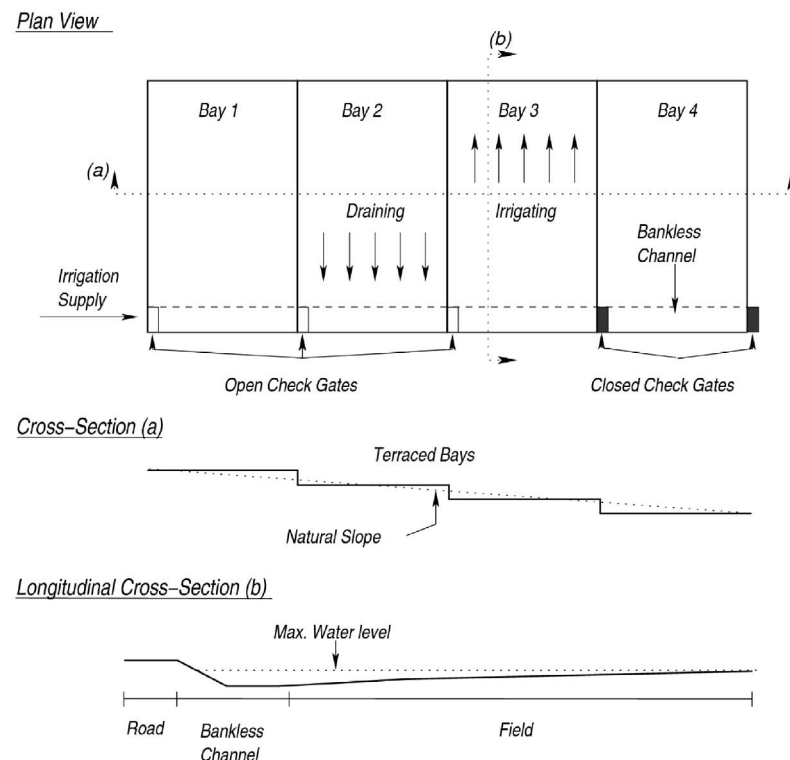 Plan View
(b)
Bay 1
Bay 2
Bay 3
Bay 4
(a)
Draining
Irrigating
Bankless
Channel
Irrigation
Supply
Open Check Gates
Closed Check Gates
Cross-Section (a)
Terraced Bays
Natural Slope
Longitudinal Cross-Section (b)
Max. Water level
Road
Bankless
Channel
Field